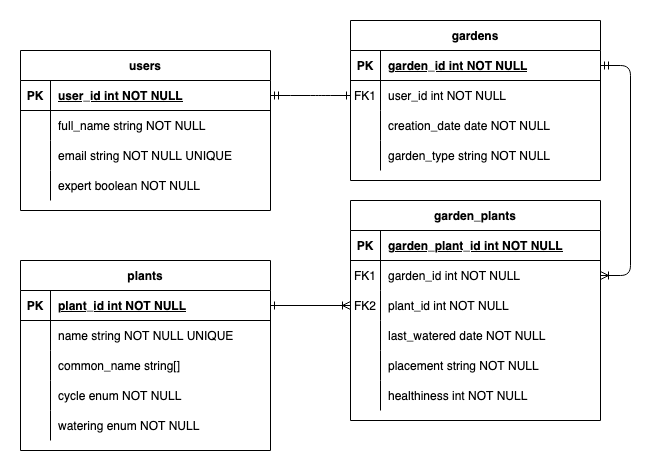 users
PK user_id int NOT NULL
full_name string NOT NULL
email string NOT NULL UNIQUE
expert boolean NOT NULL
gardens
PK garden_id int NOT NULL
FK1 user_id int NOT NULL
creation_date date NOT NULL
garden_type string NOT NULL
plants
PK plant_id int NOT NULL
name string NOT NULL UNIQUE
common_name string[]
cycle enum NOT NULL
watering enum NOT NULL
garden_plants
PK garden_plant_id int NOT NULL
FK1 garden_id int NOT NULL
FK2 plant_id int NOT NULL
last_watered date NOT NULL
placement string NOT NULL
healthiness int NOT NULL